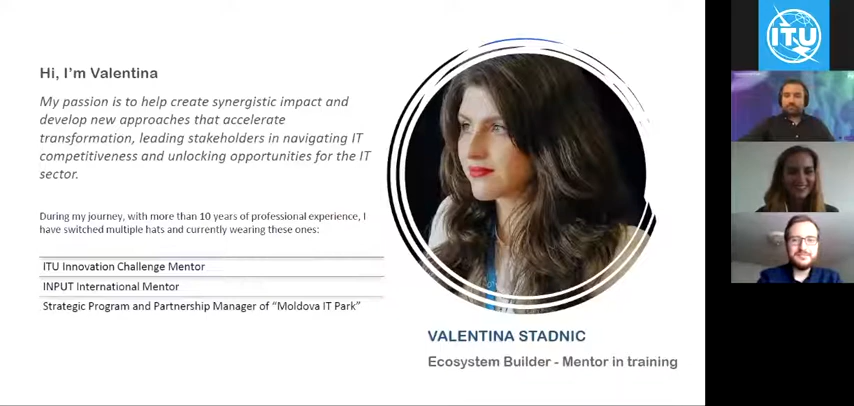 Hi, I'm Valentina
My passion is to help create synergistic impact and
develop new approaches that accelerate
transformation, leading stakeholders in navigating IT
competitiveness and unlocking opportunities for the IT
sector.
During my journey, with more than 10 years of professional experience, I
have switched multiple hats and currently wearing these ones:
ITU Innovation Challenge Mentor
INPUT International Mentor
Strategic Program and Partnership Manager of “Moldova IT Park”
VALENTINA STADNIC
Ecosystem Builder - Mentor in training
ITU